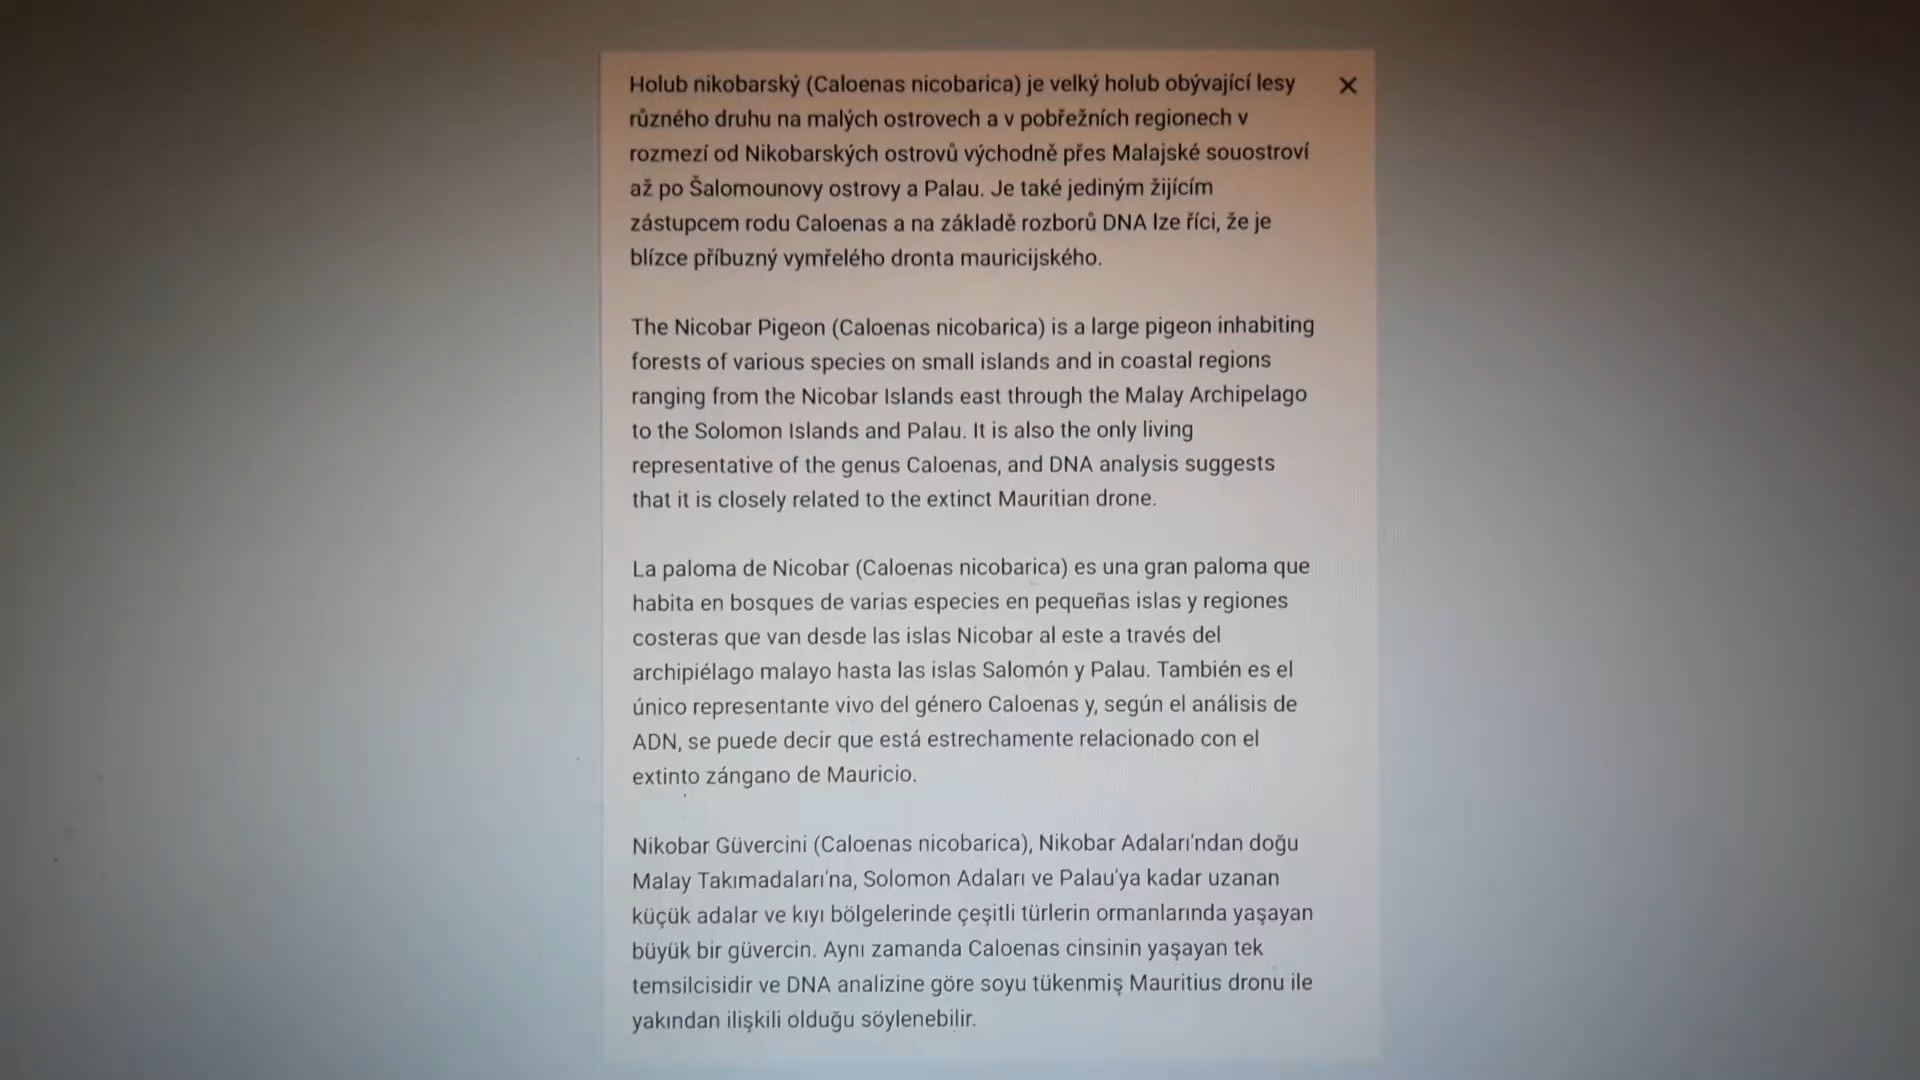 Holub nikobarský (Caloenas nicobarica) je velký holub obývající lesy
různého druhu na malých ostrovech a v pobřežních regionech v
rozmezí od Nikobarských ostrovů východně přes Malajské souostroví
až po Šalomounovy ostrovy a Palau. Je také jediným žijícím
zástupcem rodu Caloenas a na základě rozborů DNA lze říci, že je
blízce příbuzný vymřelého dronta mauricijského.
The Nicobar Pigeon (Caloenas nicobarica) is a large pigeon inhabiting
forests of various species on small islands and in coastal regions
ranging from the Nicobar Islands east through the Malay Archipelago
to the Solomon Islands and Palau. It is also the only living
representative of the genus Caloenas, and DNA analysis suggests
that it is closely related to the extinct Mauritian drone.
La paloma de Nicobar (Caloenas nicobarica) es una gran paloma que
habita en bosques de varias especies en pequeñas islas y regiones
costeras que van desde las islas Nicobar al este a través del
archipiélago malayo hasta las islas Salomón y Palau. También es el
único representante vivo del género Caloenas y, según el análisis de
ADN, se puede decir que está estrechamente relacionado con el
extinto zángano de Mauricio.
Nikobar Güvercini (Caloenas nicobarica), Nikobar Adaları'ndan doğu
Malay Takımadaları'na, Solomon Adaları ve Palau'ya kadar uzanan
küçük adalar ve kıyı bölgelerinde çeşitli türlerin ormanlarında yaşayan
büyük bir güvercin. Aynı zamanda Caloenas cinsinin yaşayan tek
temsilcisidir ve DNA analizine göre soyu tükenmiş Mauritius dronu ile
yakından ilişkili olduğu söylenebilir.